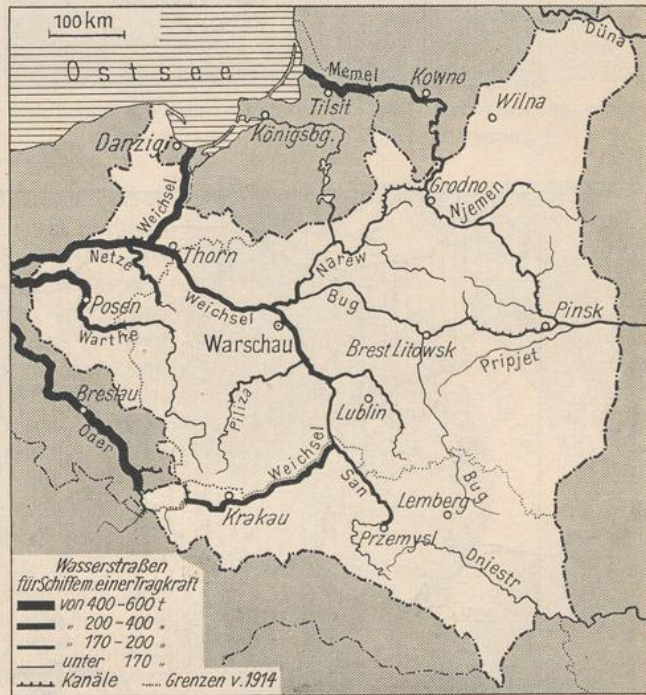 100 km
Düna
Ostsee
Memel
Kowno
Tilsit
Wilna
Königsbg.
Danzig
Grodno
Weichsel
Njemen
Netze
Thorn
Narew
Posen
Weichsel
Bug
Pinsk
Warthe
Warschau
Brest Litowsk
Pripjet
Breslau
Piliza
Lublin
Oder
Weichsel
San
Bug
Lemberg
Krakau
Przemysl
Dnjestr
Wasserstraßen
für Schiffe m. einer Tragkraft
von 400-600 t
" 200-400 "
" 170-200 "
unter 170 "
Kanäle Grenzen v. 1914